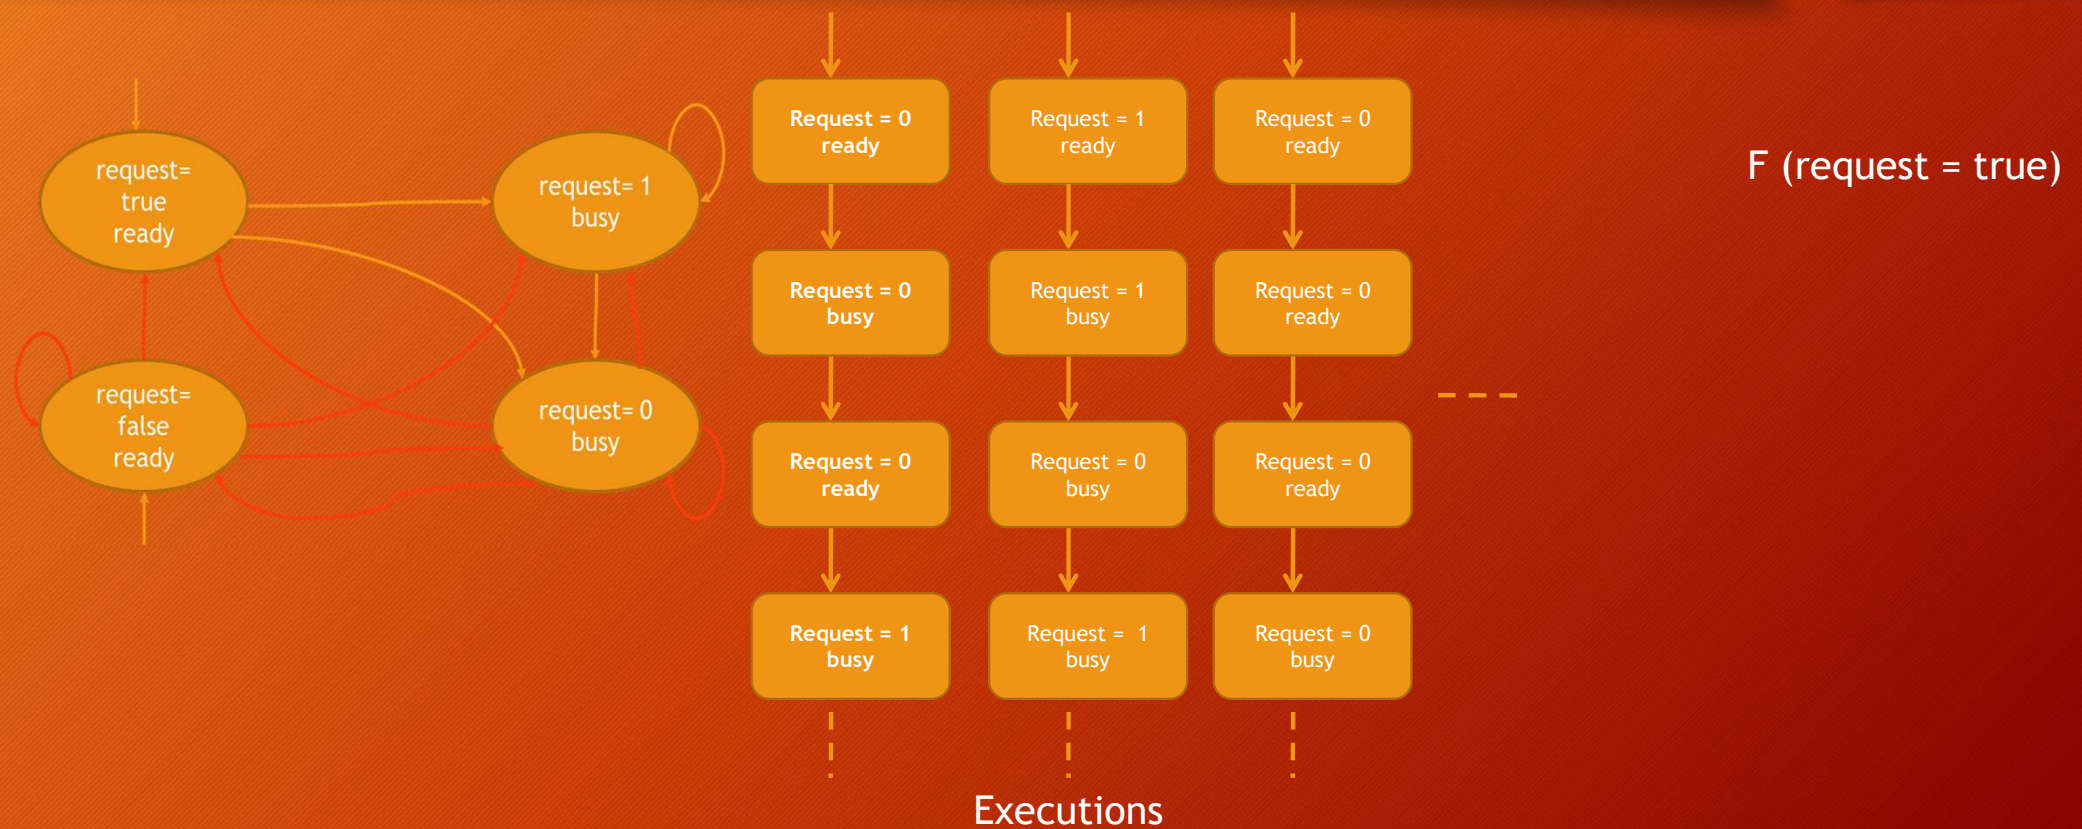 request=
true
ready
request= 1
busy
request=
false
ready
request= 0
busy
Request = 0
ready
Request = 0
busy
Request = 0
ready
Request = 1
busy
Request = 1
ready
Request = 1
busy
Request = 0
busy
Request =  1
busy
Request = 0
ready
Request = 0
ready
Request = 0
ready
Request = 0
busy
F (request = true)
Executions